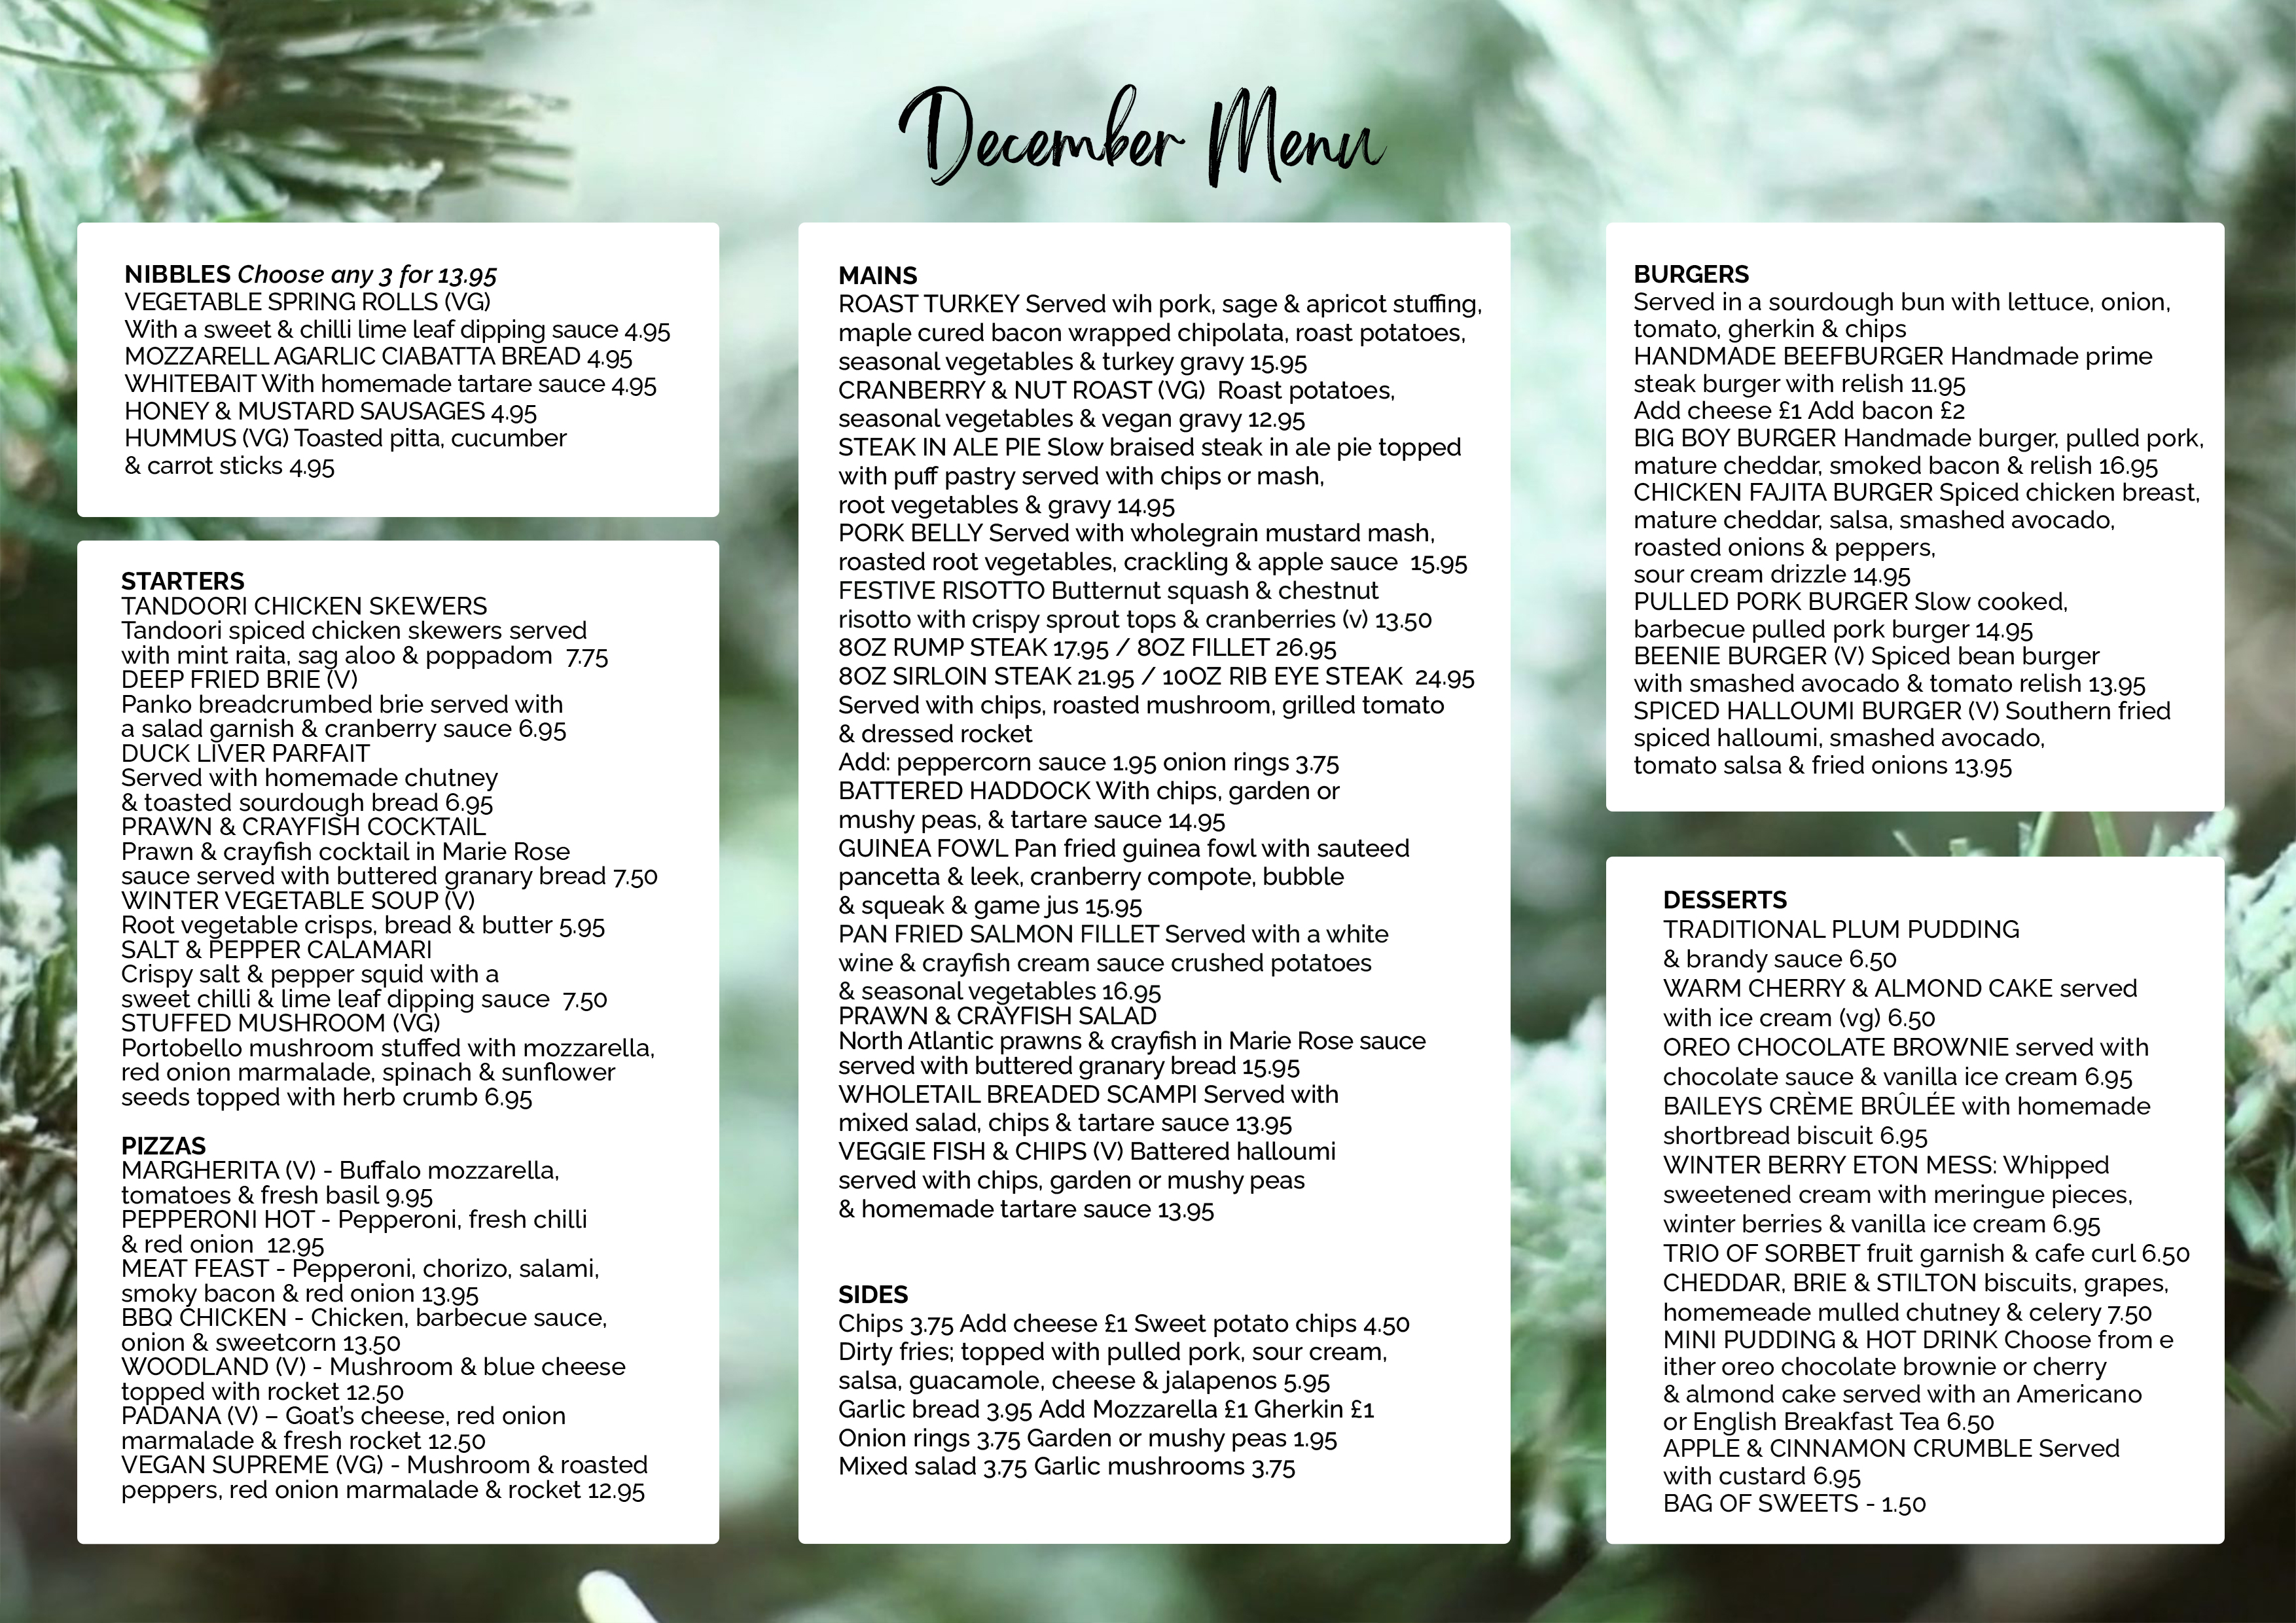 December Menu
NIBBLES Choose any 3 for 13.95
VEGETABLE SPRING ROLLS (VG)
With a sweet & chilli lime leaf dipping sauce 4.95
MOZZARELL AGARLIC CIABATTA BREAD 4.95
WHITEBAIT With homemade tartare sauce 4.95
HONEY & MUSTARD SAUSAGES 4.95
HUMMUS (VG) Toasted pitta, cucumber
& carrot sticks 4.95
STARTERS
TANDOORI CHICKEN SKEWERS
Tandoori spiced chicken skewers served
with mint raita, sag aloo & poppadom 7.75
DEEP FRIED BRIE (V)
Panko breadcrumbed brie served with
a salad garnish & cranberry sauce 6.95
DUCK LIVER PARFAIT
Served with homemade chutney
& toasted sourdough bread 6.95
PRAWN & CRAYFISH COCKTAIL
Prawn & crayfish cocktail in Marie Rose
sauce served with buttered granary bread 7.50
WINTER VEGETABLE SOUP (V)
Root vegetable crisps, bread & butter 5.95
SALT & PEPPER CALAMARI
Crispy salt & pepper squid with a
sweet chilli & lime leaf dipping sauce 7.50
STUFFED MUSHROOM (VG)
Portobello mushroom stuffed with mozzarella,
red onion marmalade, spinach & sunflower
seeds topped with herb crumb 6.95
PIZZAS
MARGHERITA (V) - Buffalo mozzarella,
tomatoes & fresh basil 9.95
PEPPERONI HOT - Pepperoni, fresh chilli
& red onion 12.95
MEAT FEAST - Pepperoni, chorizo, salami,
smoky bacon & red onion 13.95
BBQ CHICKEN - Chicken, barbecue sauce,
onion & sweetcorn 13.50
WOODLAND (V) - Mushroom & blue cheese
topped with rocket 12.50
PADANA (V) – Goat’s cheese, red onion
marmalade & fresh rocket 12.50
VEGAN SUPREME (VG) - Mushroom & roasted
peppers, red onion marmalade & rocket 12.95
MAINS
ROAST TURKEY Served wih pork, sage & apricot stuffing,
maple cured bacon wrapped chipolata, roast potatoes,
seasonal vegetables & turkey gravy 15.95
CRANBERRY & NUT ROAST (VG) Roast potatoes,
seasonal vegetables & vegan gravy 12.95
STEAK IN ALE PIE Slow braised steak in ale pie topped
with puff pastry served with chips or mash,
root vegetables & gravy 14.95
PORK BELLY Served with wholegrain mustard mash,
roasted root vegetables, crackling & apple sauce 15.95
FESTIVE RISOTTO Butternut squash & chestnut
risotto with crispy sprout tops & cranberries (v) 13.50
8OZ RUMP STEAK 17.95 / 8OZ FILLET 26.95
8OZ SIRLOIN STEAK 21.95 / 10OZ RIB EYE STEAK 24.95
Served with chips, roasted mushroom, grilled tomato
& dressed rocket
Add: peppercorn sauce 1.95 onion rings 3.75
BATTERED HADDOCK With chips, garden or
mushy peas, & tartare sauce 14.95
GUINEA FOWL Pan fried guinea fowl with sauteed
pancetta & leek, cranberry compote, bubble
& squeak & game jus 15.95
PAN FRIED SALMON FILLET Served with a white
wine & crayfish cream sauce crushed potatoes
& seasonal vegetables 16.95
PRAWN & CRAYFISH SALAD
North Atlantic prawns & crayfish in Marie Rose sauce
served with buttered granary bread 15.95
WHOLETAIL BREADED SCAMPI Served with
mixed salad, chips & tartare sauce 13.95
VEGGIE FISH & CHIPS (V) Battered halloumi
served with chips, garden or mushy peas
& homemade tartare sauce 13.95
SIDES
Chips 3.75 Add cheese £1 Sweet potato chips 4.50
Dirty fries; topped with pulled pork, sour cream,
salsa, guacamole, cheese & jalapenos 5.95
Garlic bread 3.95 Add Mozzarella £1 Gherkin £1
Onion rings 3.75 Garden or mushy peas 1.95
Mixed salad 3.75 Garlic mushrooms 3.75
BURGERS
Served in a sourdough bun with lettuce, onion,
tomato, gherkin & chips
HANDMADE BEEFBURGER Handmade prime
steak burger with relish 11.95
Add cheese £1 Add bacon £2
BIG BOY BURGER Handmade burger, pulled pork,
mature cheddar, smoked bacon & relish 16.95
CHICKEN FAJITA BURGER Spiced chicken breast,
mature cheddar, salsa, smashed avocado,
roasted onions & peppers,
sour cream drizzle 14.95
PULLED PORK BURGER Slow cooked,
barbecue pulled pork burger 14.95
BEENIE BURGER (V) Spiced bean burger
with smashed avocado & tomato relish 13.95
SPICED HALLOUMI BURGER (V) Southern fried
spiced halloumi, smashed avocado,
tomato salsa & fried onions 13.95
DESSERTS
TRADITIONAL PLUM PUDDING
& brandy sauce 6.50
WARM CHERRY & ALMOND CAKE served
with ice cream (vg) 6.50
OREO CHOCOLATE BROWNIE served with
chocolate sauce & vanilla ice cream 6.95
BAILEYS CRÈME BRÛLÉE with homemade
shortbread biscuit 6.95
WINTER BERRY ETON MESS: Whipped
sweetened cream with meringue pieces,
winter berries & vanilla ice cream 6.95
TRIO OF SORBET fruit garnish & cafe curl 6.50
CHEDDAR, BRIE & STILTON biscuits, grapes,
homemeade mulled chutney & celery 7.50
MINI PUDDING & HOT DRINK Choose from e
ither oreo chocolate brownie or cherry
& almond cake served with an Americano
or English Breakfast Tea 6.50
APPLE & CINNAMON CRUMBLE Served
with custard 6.95
BAG OF SWEETS - 1.50